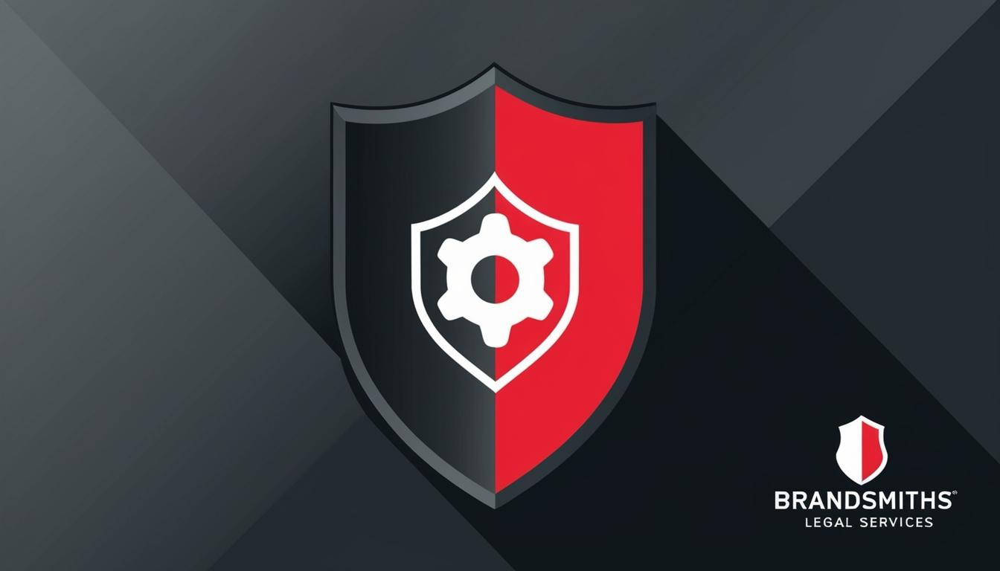 BRANDSMITHS®
LEGAL SERVICES